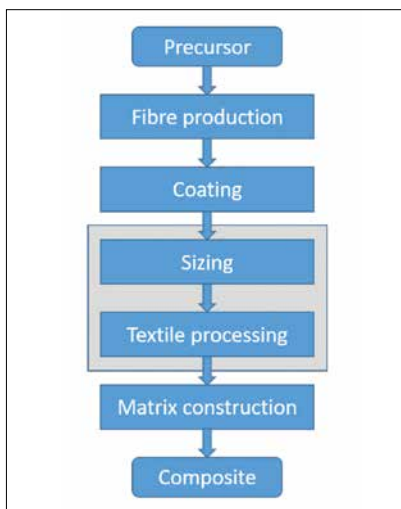 Precursor
Fibre production
Coating
Sizing
Textile processing
Matrix construction
Composite